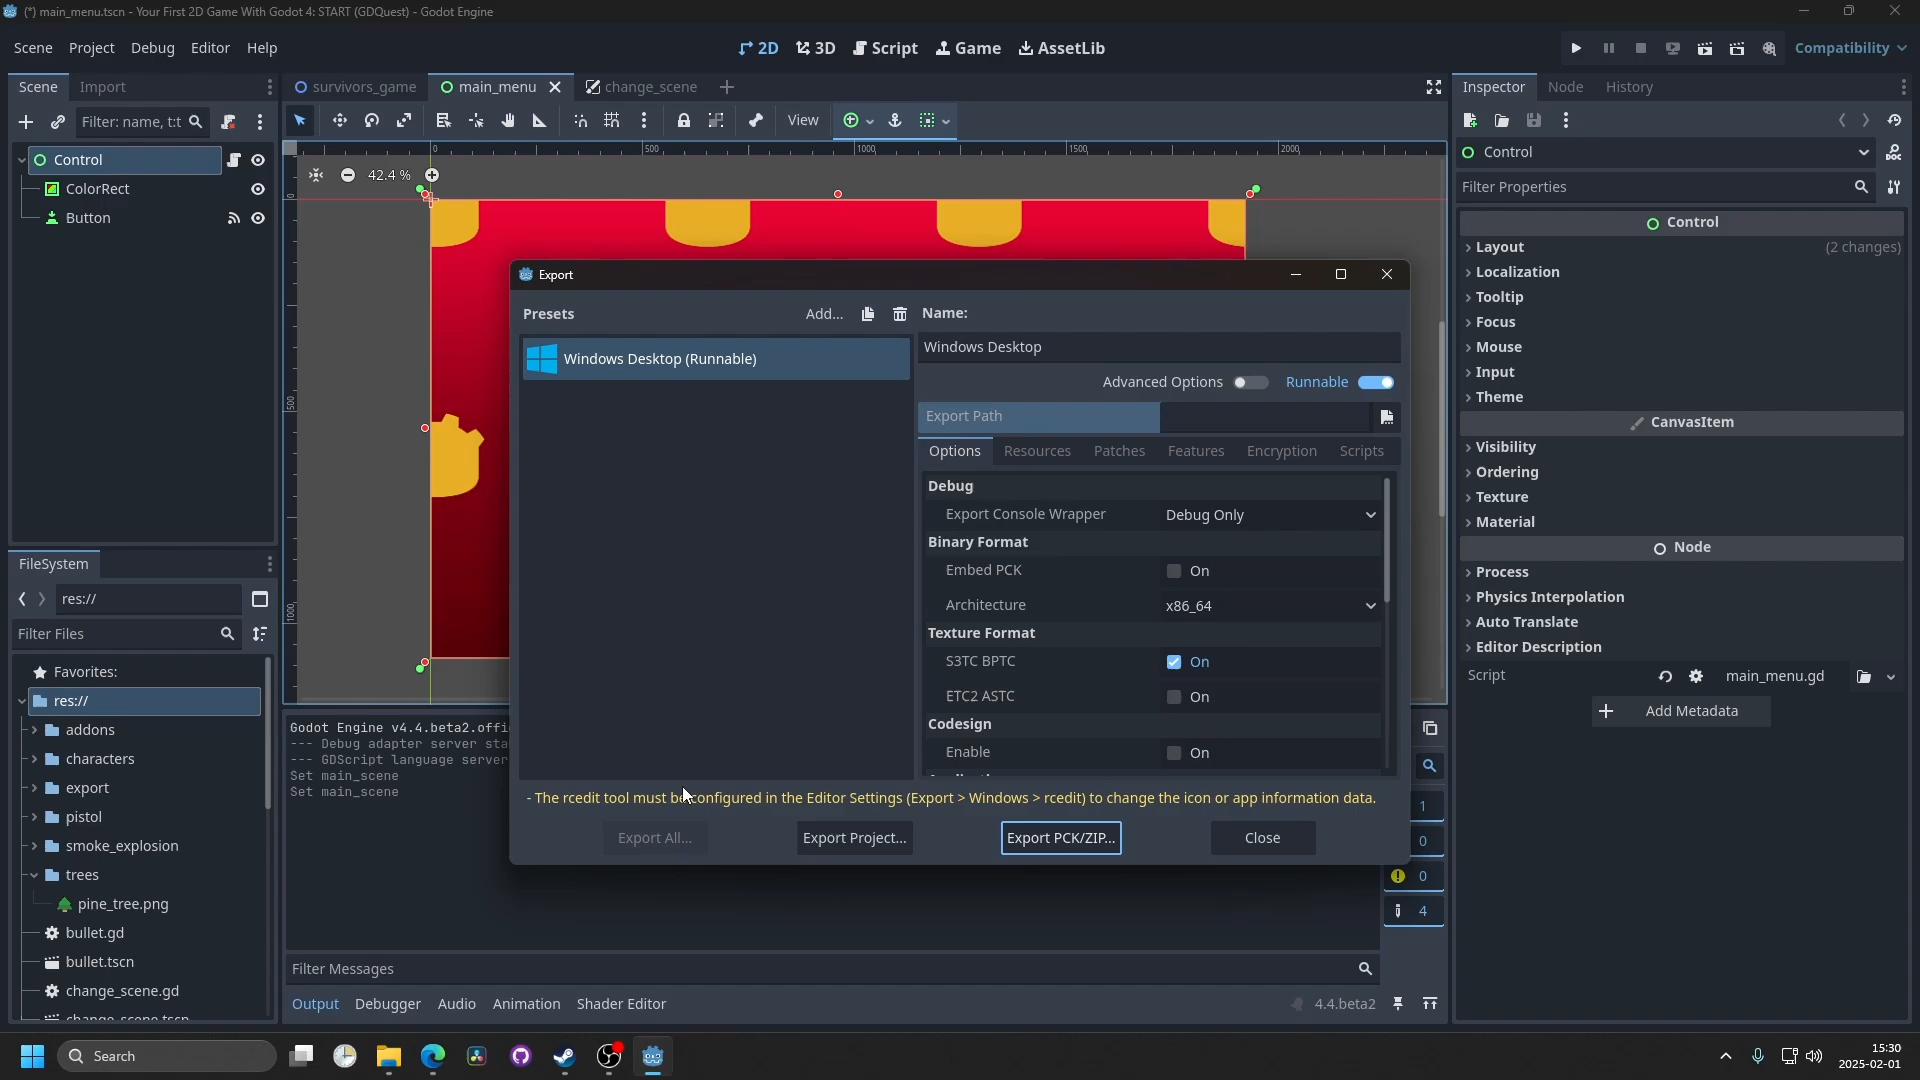 (*) main_menu.tscn - Your First 2D Game With Godot 4: START (GDQuest) - Godot Engine
Scene Project Debug Editor Help
2D 3D Script Game AssetLib
Compatibility
Scene Import
survivors_game main_menu change_scene
Inspector Node History
Filter: name, t:t
View
Control
ColorRect
Button
42.4 %
0 500 1000 1500 2000
0
500
1000
Control
Filter Properties
Control
Layout (2 changes)
Localization
Tooltip
Focus
Mouse
Input
Theme
CanvasItem
Visibility
Ordering
Texture
Material
Node
Process
Physics Interpolation
Auto Translate
Editor Description
Script main_menu.gd
Add Metadata
Export
Presets Add...
Windows Desktop (Runnable)
Name:
Windows Desktop
Advanced Options Runnable
Export Path
Options Resources Patches Features Encryption Scripts
Debug
Export Console Wrapper Debug Only
Binary Format
Embed PCK On
Architecture x86_64
Texture Format
S3TC BPTC On
ETC2 ASTC On
Codesign
Enable On
- The rcedit tool must be configured in the Editor Settings (Export > Windows > rcedit) to change the icon or app information data.
Export All... Export Project... Export PCK/ZIP... Close
FileSystem
res://
Filter Files
Favorites:
res://
addons
characters
export
pistol
smoke_explosion
trees
pine_tree.png
bullet.gd
bullet.tscn
change_scene.gd
change_scene.tscn
Godot Engine v4.4.beta2.offi
--- Debug adapter server sta
--- GDScript language server
Set main_scene
Set main_scene
1
0
0
4
Filter Messages
Output Debugger Audio Animation Shader Editor
4.4.beta2
Search
15:30
2025-02-01